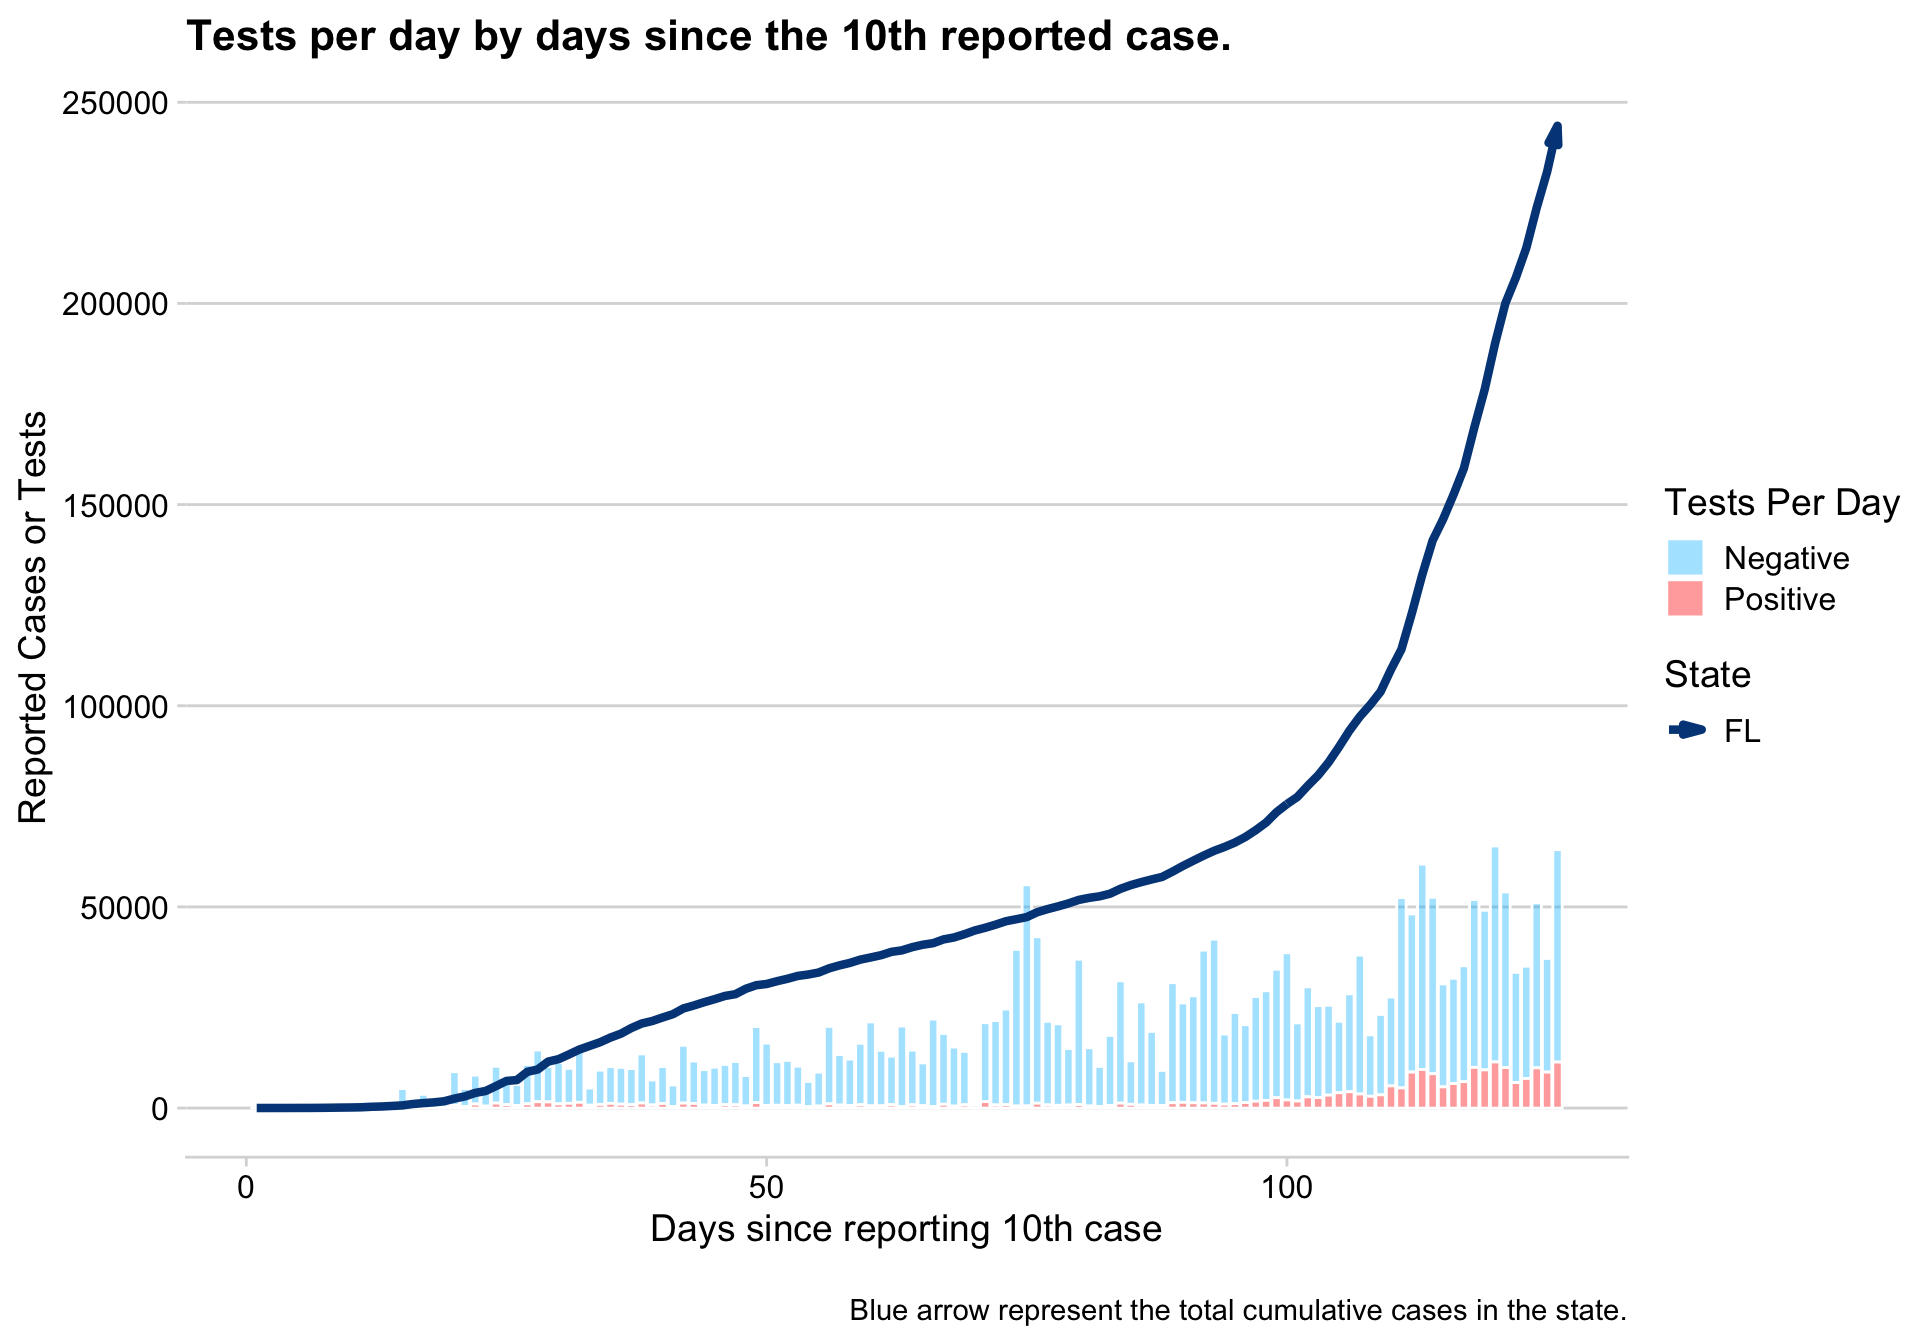 Tests per day by days since the 10th reported case.
250000
200000
150000
100000
50000
0
Reported Cases or Tests
0
50
100
Days since reporting 10th case
Tests Per Day
Negative
Positive
State
FL
Blue arrow represent the total cumulative cases in the state.